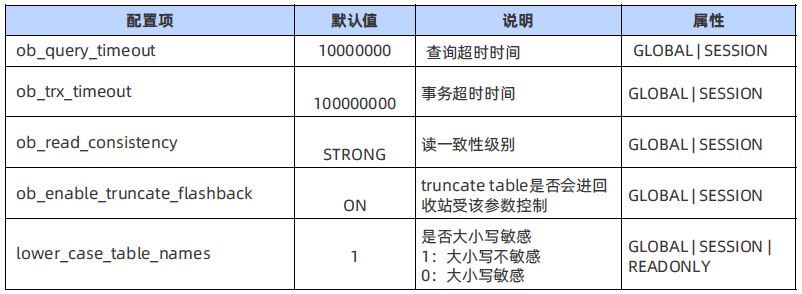 配置项 默认值 说明 属性
ob_query_timeout 10000000 查询超时时间 GLOBAL | SESSION
ob_trx_timeout 100000000 事务超时时间 GLOBAL | SESSION
ob_read_consistency STRONG 读一致性级别 GLOBAL | SESSION
ob_enable_truncate_flashback ON truncate table是否会进回
收站受该参数控制 GLOBAL | SESSION
lower_case_table_names 1 是否大小写敏感
1：大小写不敏感
0：大小写敏感 GLOBAL | SESSION |
READONLY